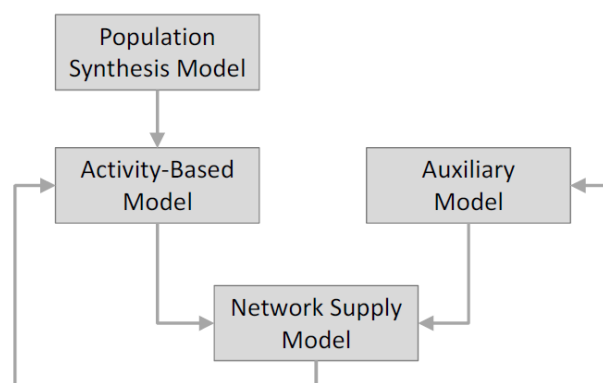 Population
Synthesis Model
Activity-Based
Model
Auxiliary
Model
Network Supply
Model